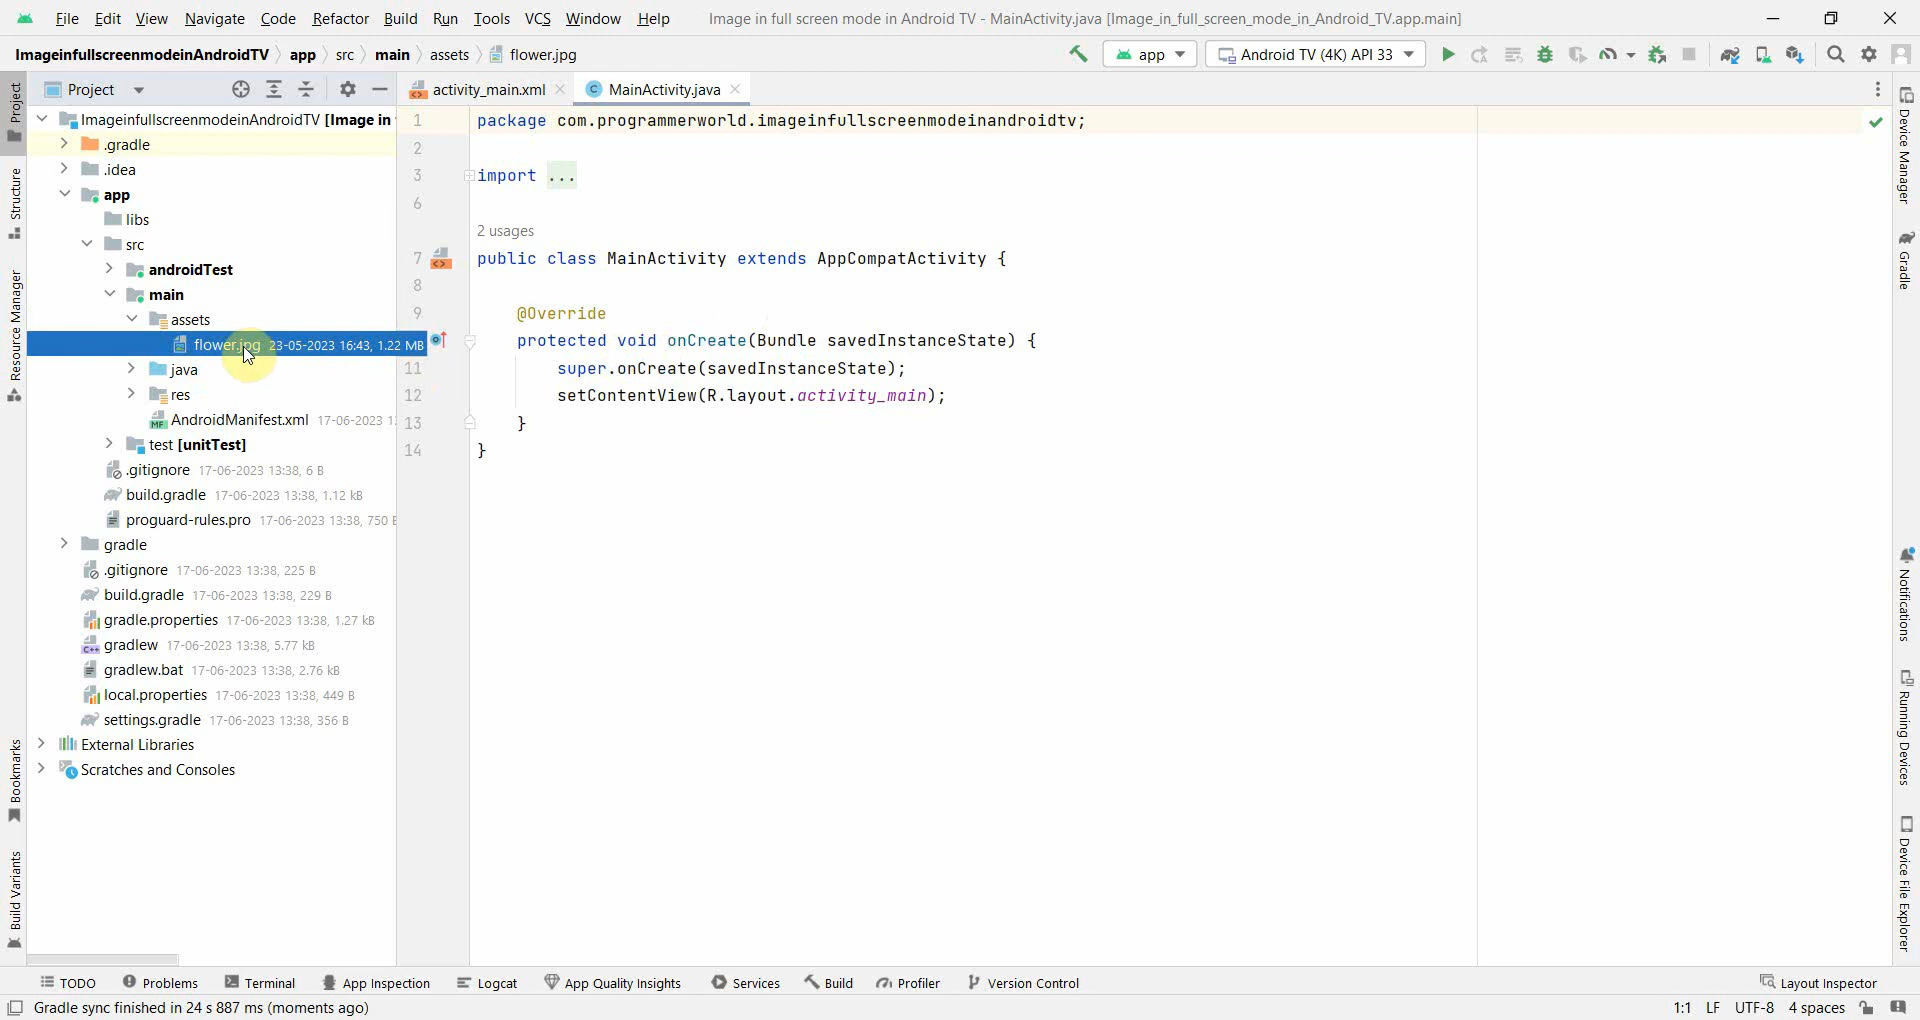 File Edit View Navigate Code Refactor Build Run Tools VCS Window Help Image in full screen mode in Android TV - MainActivity.java [Image_in_full_screen_mode_in_Android_TV.app.main]
ImageinfullscreenmodeinAndroidTV app src main assets flower.jpg app Android TV (4K) API 33
Project activity_main.xml MainActivity.java
ImageinfullscreenmodeinAndroidTV [Image in
.gradle
.idea
app
libs
src
androidTest
main
assets
flower.jpg 23-05-2023 16:43, 1.22 MB
java
res
AndroidManifest.xml 17-06-2023 1
test [unitTest]
.gitignore 17-06-2023 13:38, 6 B
build.gradle 17-06-2023 13:38, 1.12 kB
proguard-rules.pro 17-06-2023 13:38, 750 B
gradle
.gitignore 17-06-2023 13:38, 225 B
build.gradle 17-06-2023 13:38, 229 B
gradle.properties 17-06-2023 13:38, 1.27 kB
gradlew 17-06-2023 13:38, 5.77 kB
gradlew.bat 17-06-2023 13:38, 2.76 kB
local.properties 17-06-2023 13:38, 449 B
settings.gradle 17-06-2023 13:38, 356 B
External Libraries
Scratches and Consoles
1 package com.programmerworld.imageinfullscreenmodeinandroidtv;
2
3 import ...
6
2 usages
7 public class MainActivity extends AppCompatActivity {
8
9 @Override
protected void onCreate(Bundle savedInstanceState) {
11 super.onCreate(savedInstanceState);
12 setContentView(R.layout.activity_main);
13 }
14 }
Project
Structure
Resource Manager
Bookmarks
Build Variants
Device Manager
Gradle
Notifications
Running Devices
Device File Explorer
TODO Problems Terminal App Inspection Logcat App Quality Insights Services Build Profiler Version Control Layout Inspector
Gradle sync finished in 24 s 887 ms (moments ago) 1:1 LF UTF-8 4 spaces